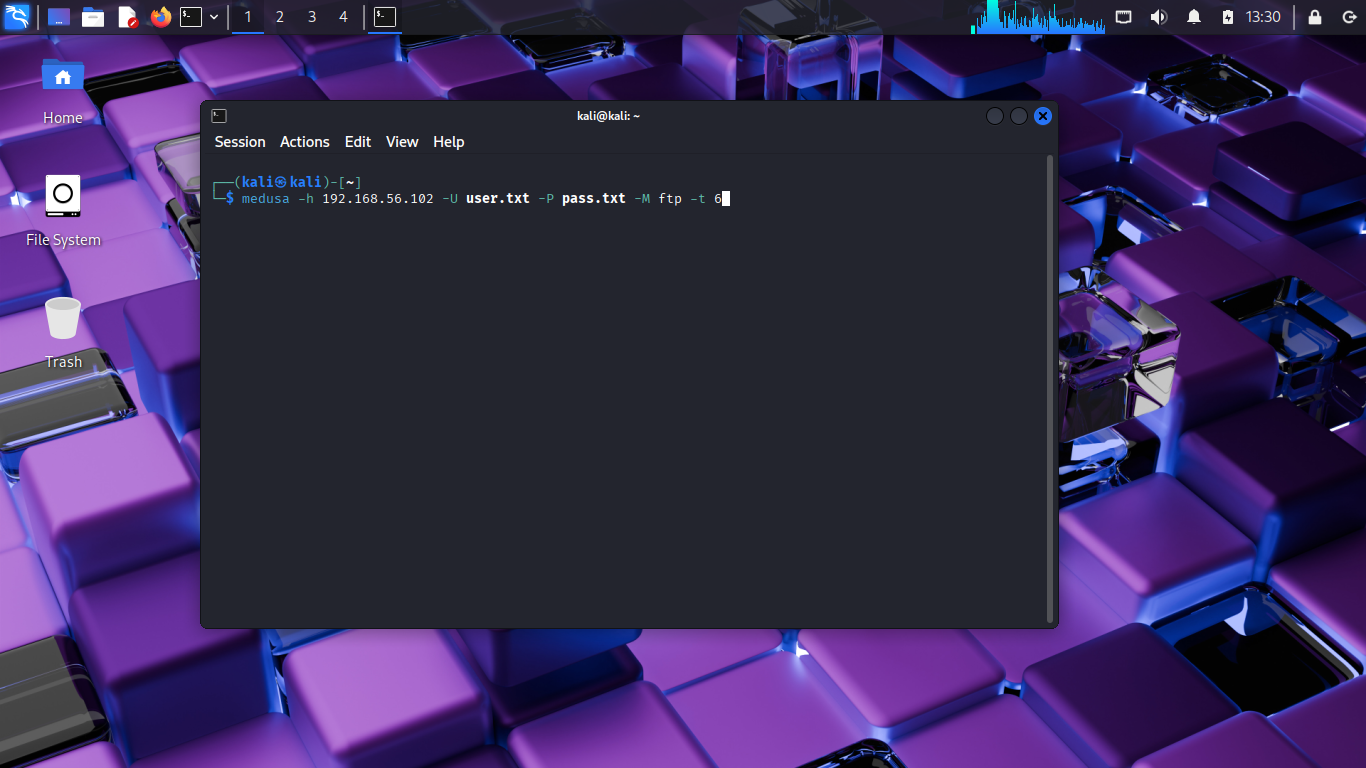 1 2 3 4 13:30
Home
File System
Trash
kali@kali: ~
Session Actions Edit View Help
┌──(kali㉿kali)-[~]
└─$ medusa -h 192.168.56.102 -U user.txt -P pass.txt -M ftp -t 6